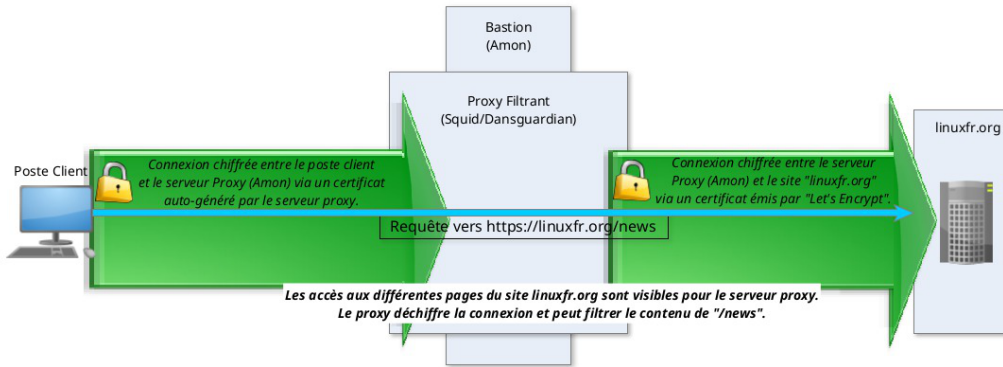 Bastion
(Amon)
Proxy Filtrant
(Squid/Dansguardian)
linuxfr.org
Poste Client
Connexion chiffrée entre le poste client
et le serveur Proxy (Amon) via un certificat
auto-généré par le serveur proxy.
Connexion chiffrée entre le serveur
Proxy (Amon) et le site "linuxfr.org"
via un certificat émis par "Let's Encrypt".
Requête vers https://linuxfr.org/news
Les accès aux différentes pages du site linuxfr.org sont visibles pour le serveur proxy.
Le proxy déchiffre la connexion et peut filtrer le contenu de "/news".